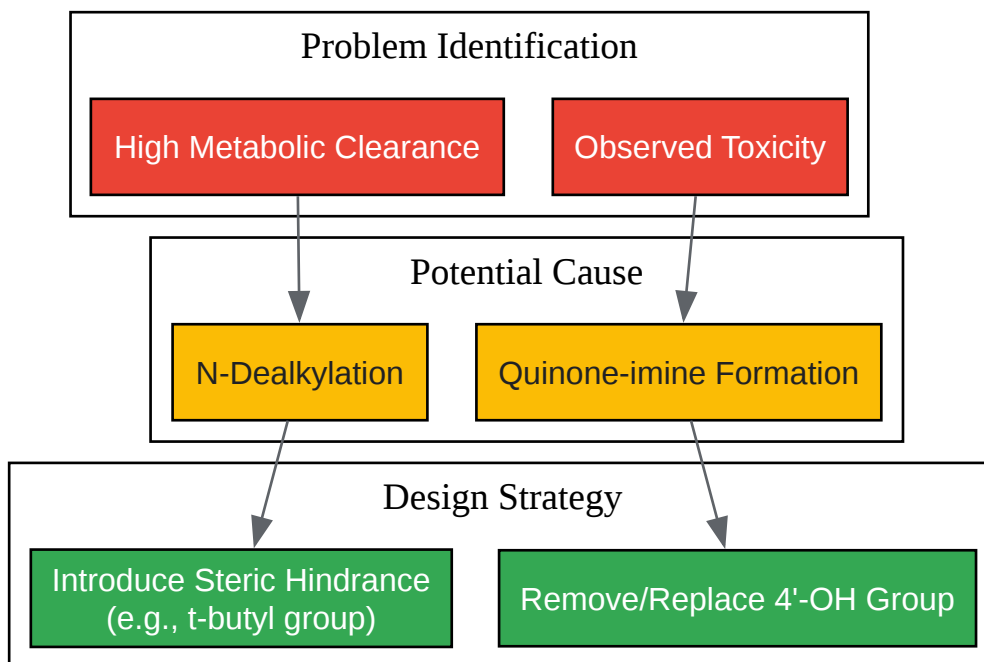 Problem Identification
High Metabolic Clearance
Observed Toxicity
Potential Cause
N-Dealkylation
Quinone-imine Formation
Design Strategy
Introduce Steric Hindrance
(e.g., t-butyl group)
Remove/Replace 4'-OH Group